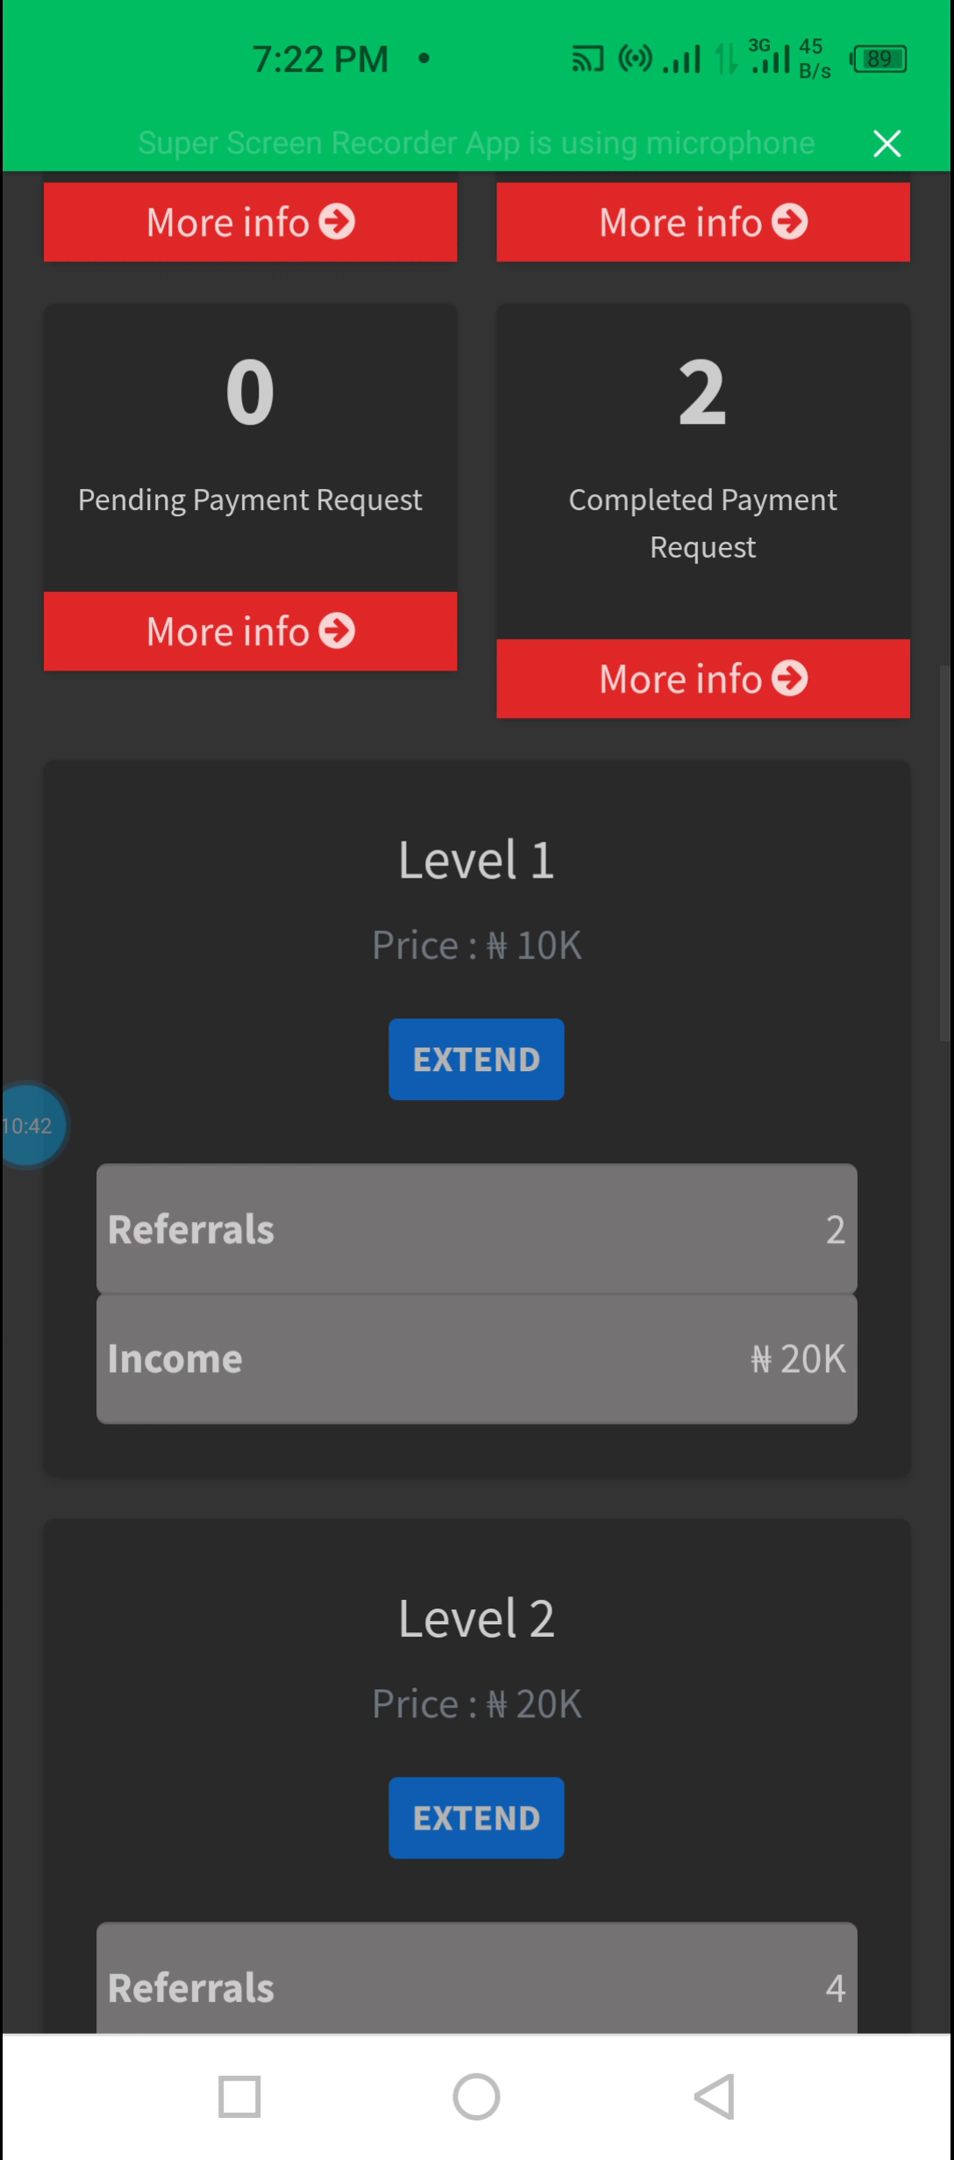 7:22 PM •
3G
45
B/s
89
Super Screen Recorder App is using microphone
More info
More info
0
2
Pending Payment Request
Completed Payment
Request
More info
More info
Level 1
Price : ₦ 10K
EXTEND
10:42
Referrals 2
Income ₦ 20K
Level 2
Price : ₦ 20K
EXTEND
Referrals 4